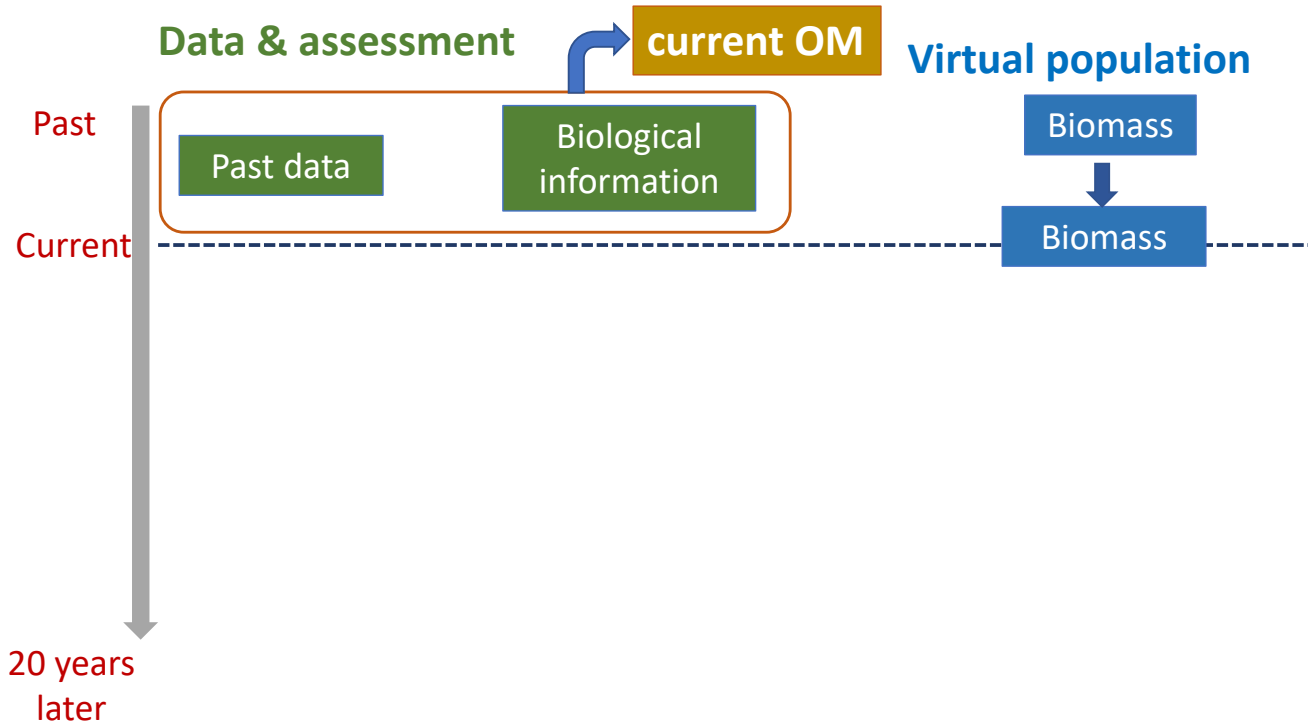 Data & assessment
current OM
Virtual population
Past
Past data
Biological
information
Biomass
Current
Biomass
20 years
later